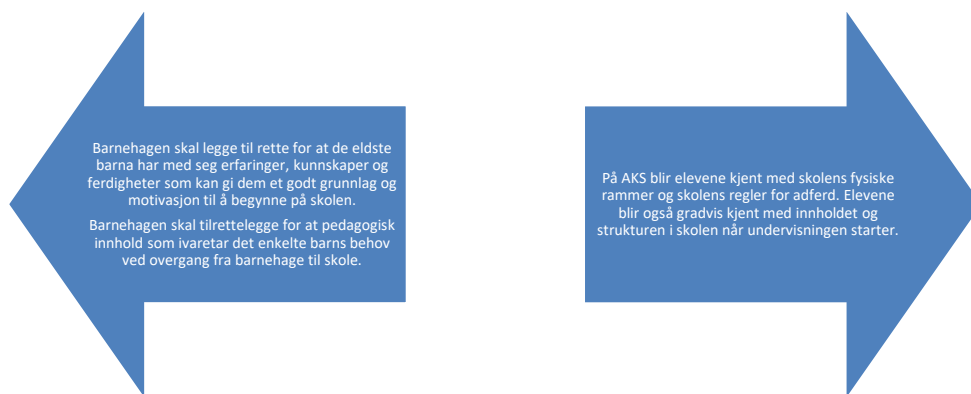 Barnehagen skal legge til rette for at de eldste
barna har med seg erfaringer, kunnskaper og
ferdigheter som kan gi dem et godt grunnlag og
motivasjon til å begynne på skolen.
Barnehagen skal tilrettelegge for at pedagogisk
innhold som ivaretar det enkelte barns behov
ved overgang fra barnehage til skole.
På AKS blir elevene kjent med skolens fysiske
rammer og skolens regler for adferd. Elevene
blir også gradvis kjent med innholdet og
strukturen i skolen når undervisningen starter.